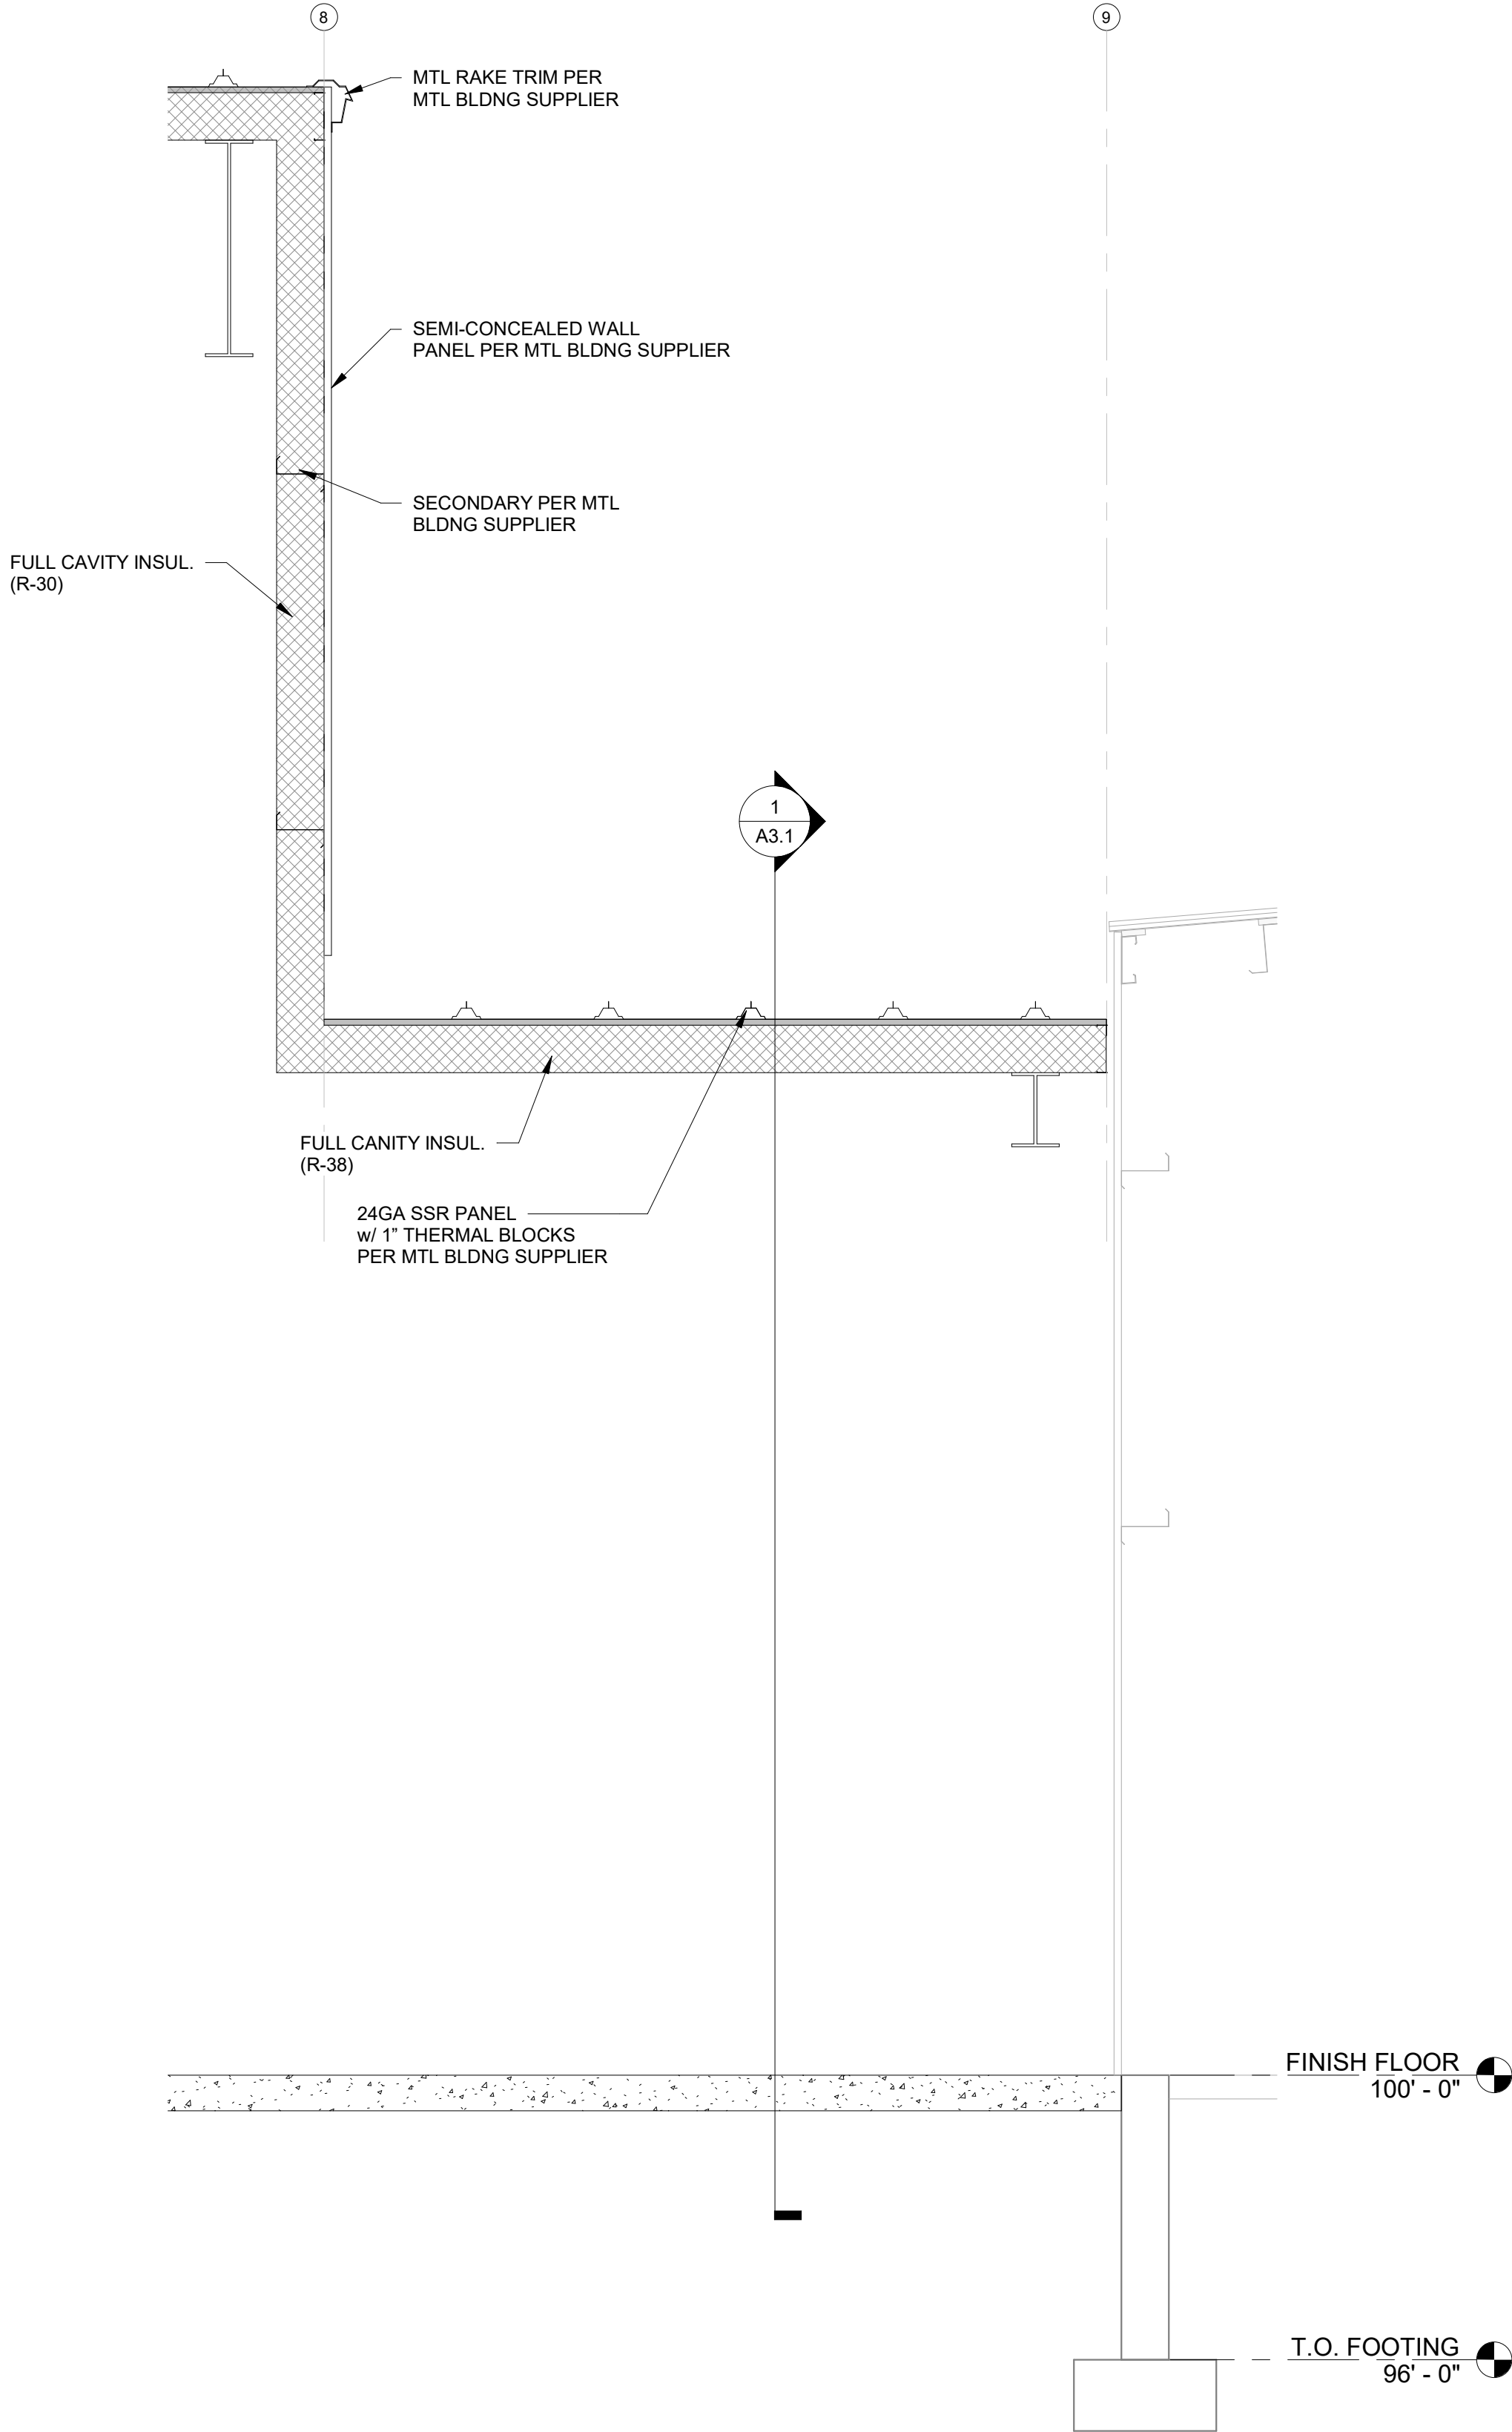 8
9
MTL RAKE TRIM PER
MTL BLDNG SUPPLIER
SEMI-CONCEALED WALL
PANEL PER MTL BLDNG SUPPLIER
SECONDARY PER MTL
BLDNG SUPPLIER
FULL CAVITY INSUL.
(R-30)
1
A3.1
FULL CANITY INSUL.
(R-38)
24GA SSR PANEL
w/ 1” THERMAL BLOCKS
PER MTL BLDNG SUPPLIER
FINISH FLOOR
100' - 0"
T.O. FOOTING
96' - 0"